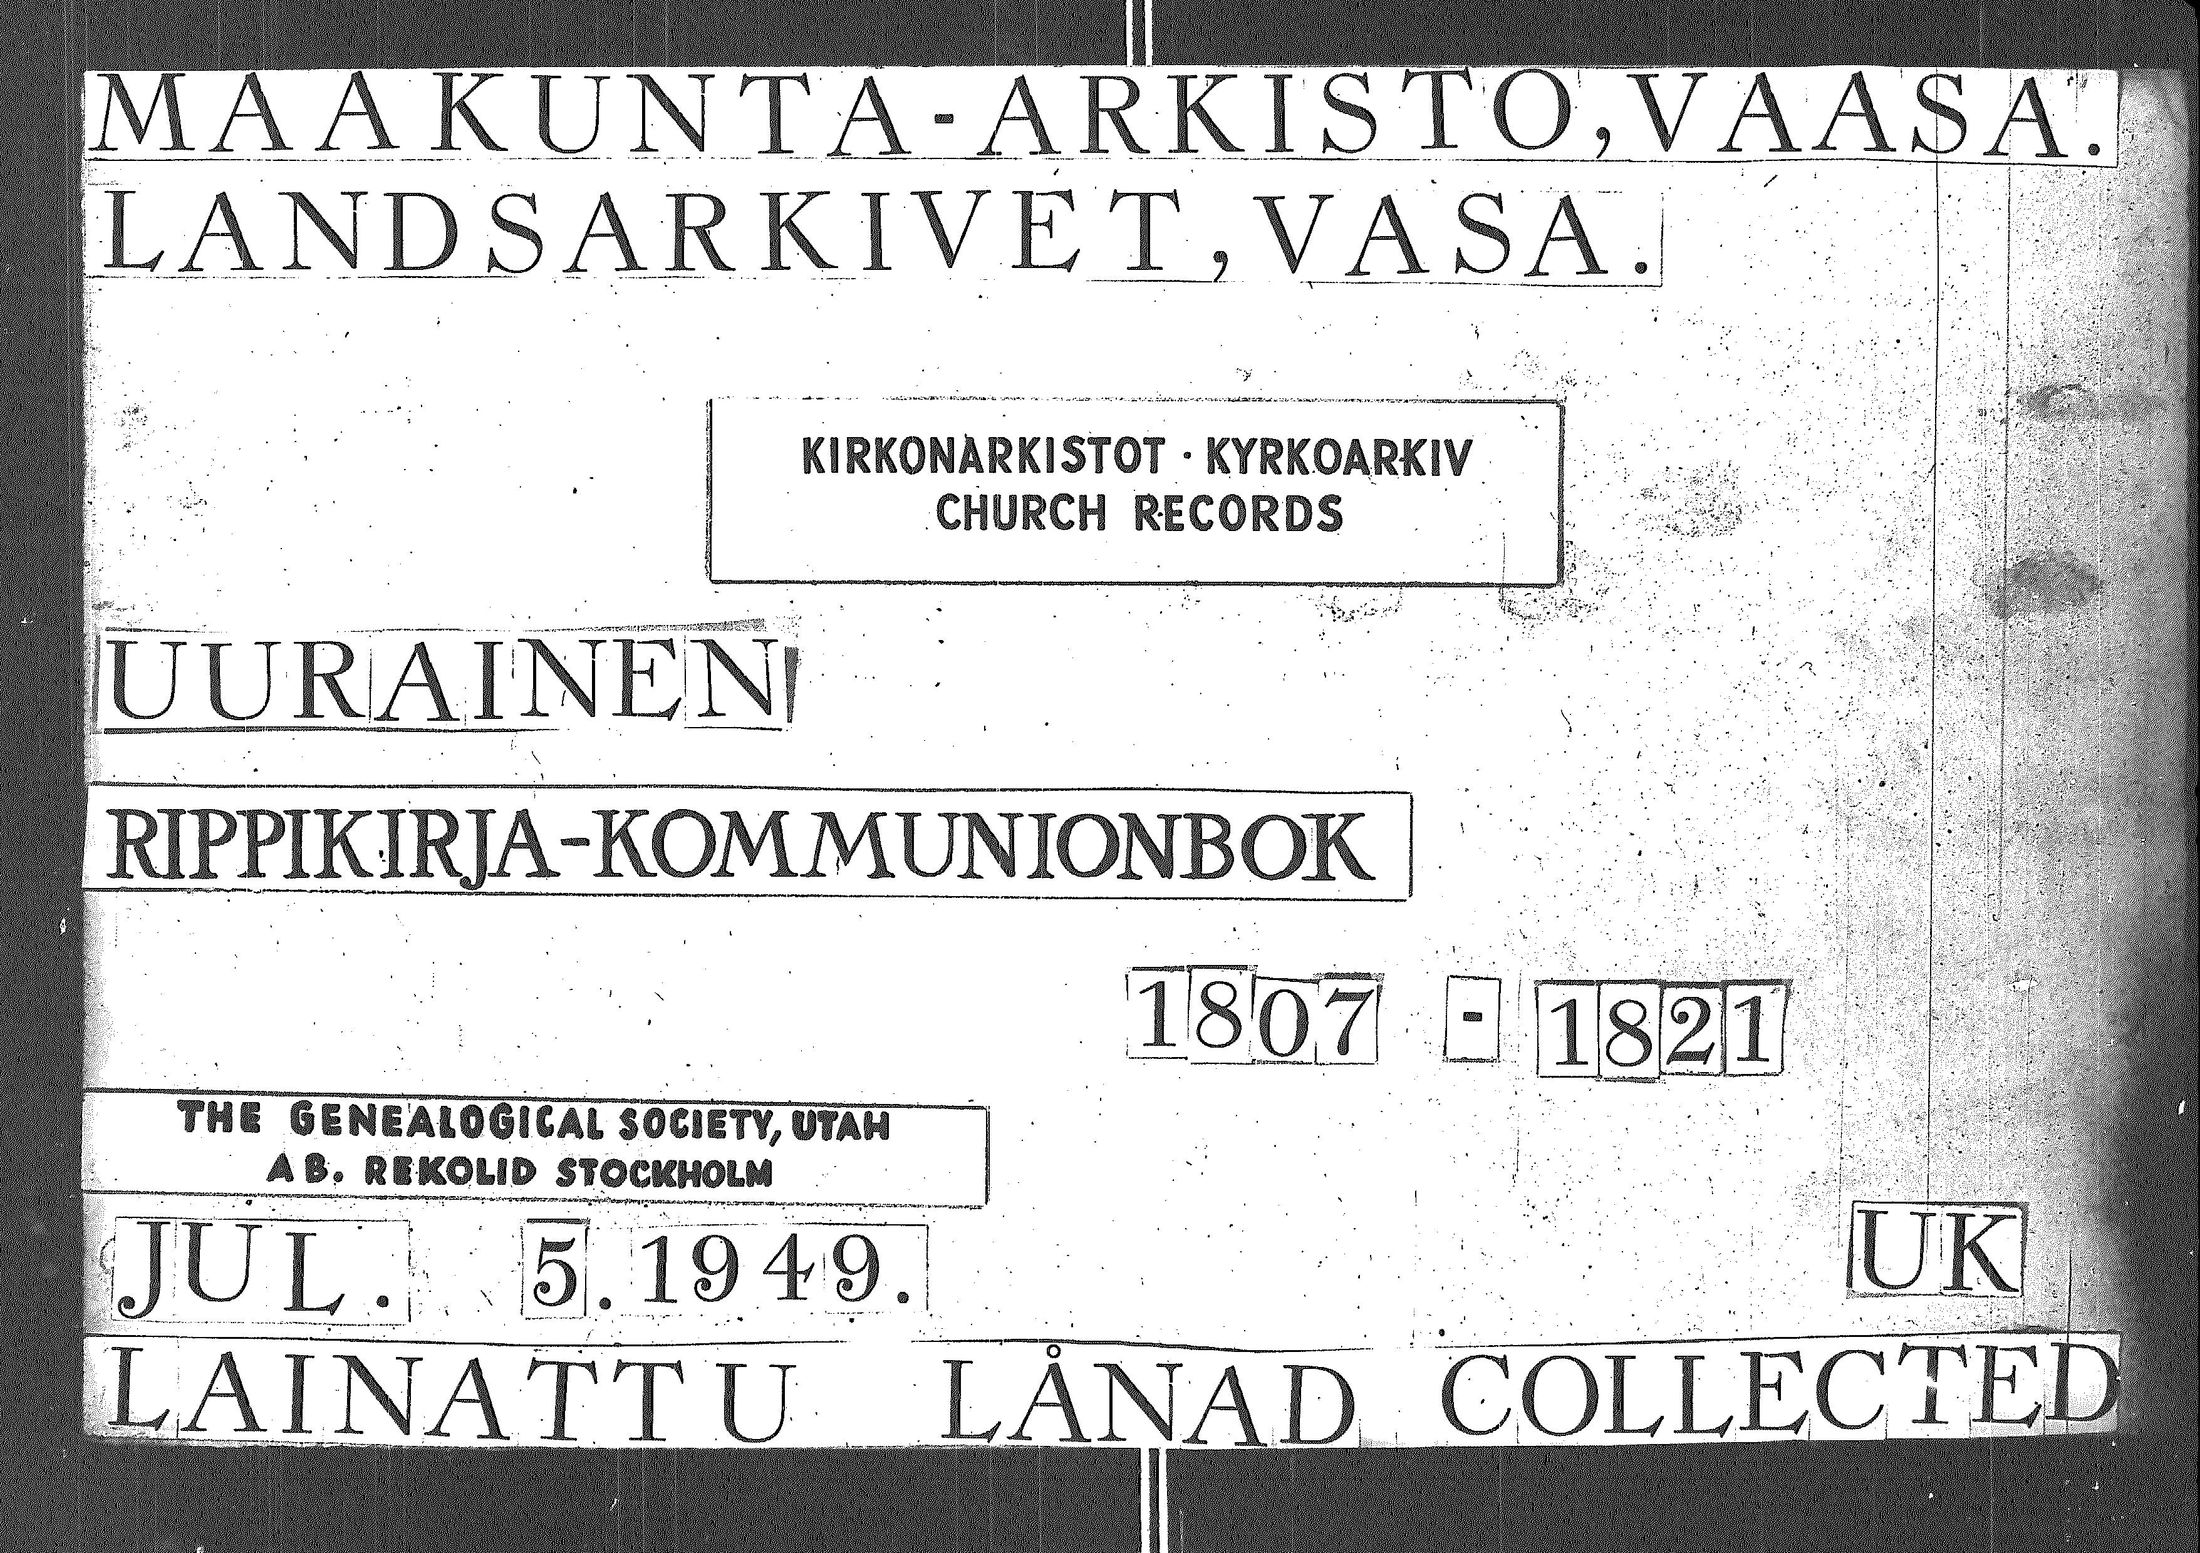 MAAKUNTA-ARKISTO, VAASA.
LANDSARKIVET, VASA.
KIRKONARKISTOT · KYRKOARKIV
CHURCH RECORDS
UURAINEN
RIPPIKIRJA-KOMMUNIONBOK
1807 - 1821
THE GENEALOGICAL SOCIETY, UTAH
AB. REKOLID STOCKHOLM
JUL. 5. 1949.
UK
LAINATTU LÅNAD COLLECTED